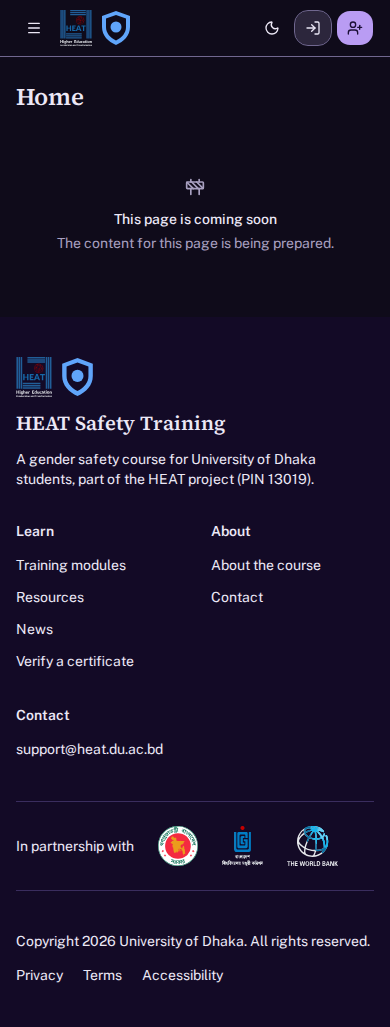 HEAT
Higher Education
Home
This page is coming soon
The content for this page is being prepared.
HEAT
Higher Education
HEAT Safety Training
A gender safety course for University of Dhaka
students, part of the HEAT project (PIN 13019).
Learn
About
Training modules
About the course
Resources
Contact
News
Verify a certificate
Contact
support@heat.du.ac.bd
In partnership with
THE WORLD BANK
Copyright 2026 University of Dhaka. All rights reserved.
Privacy
Terms
Accessibility